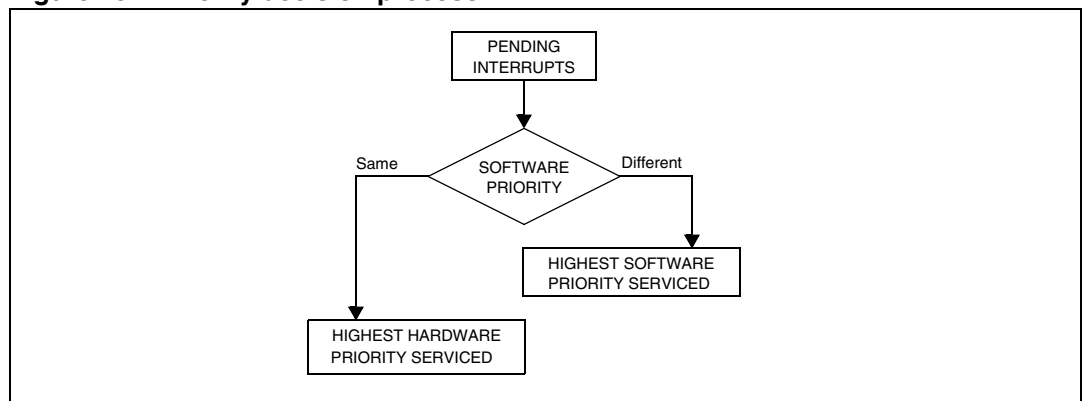 PENDING
INTERRUPTS
Same
SOFTWARE
PRIORITY
Different
HIGHEST SOFTWARE
PRIORITY SERVICED
HIGHEST HARDWARE
PRIORITY SERVICED